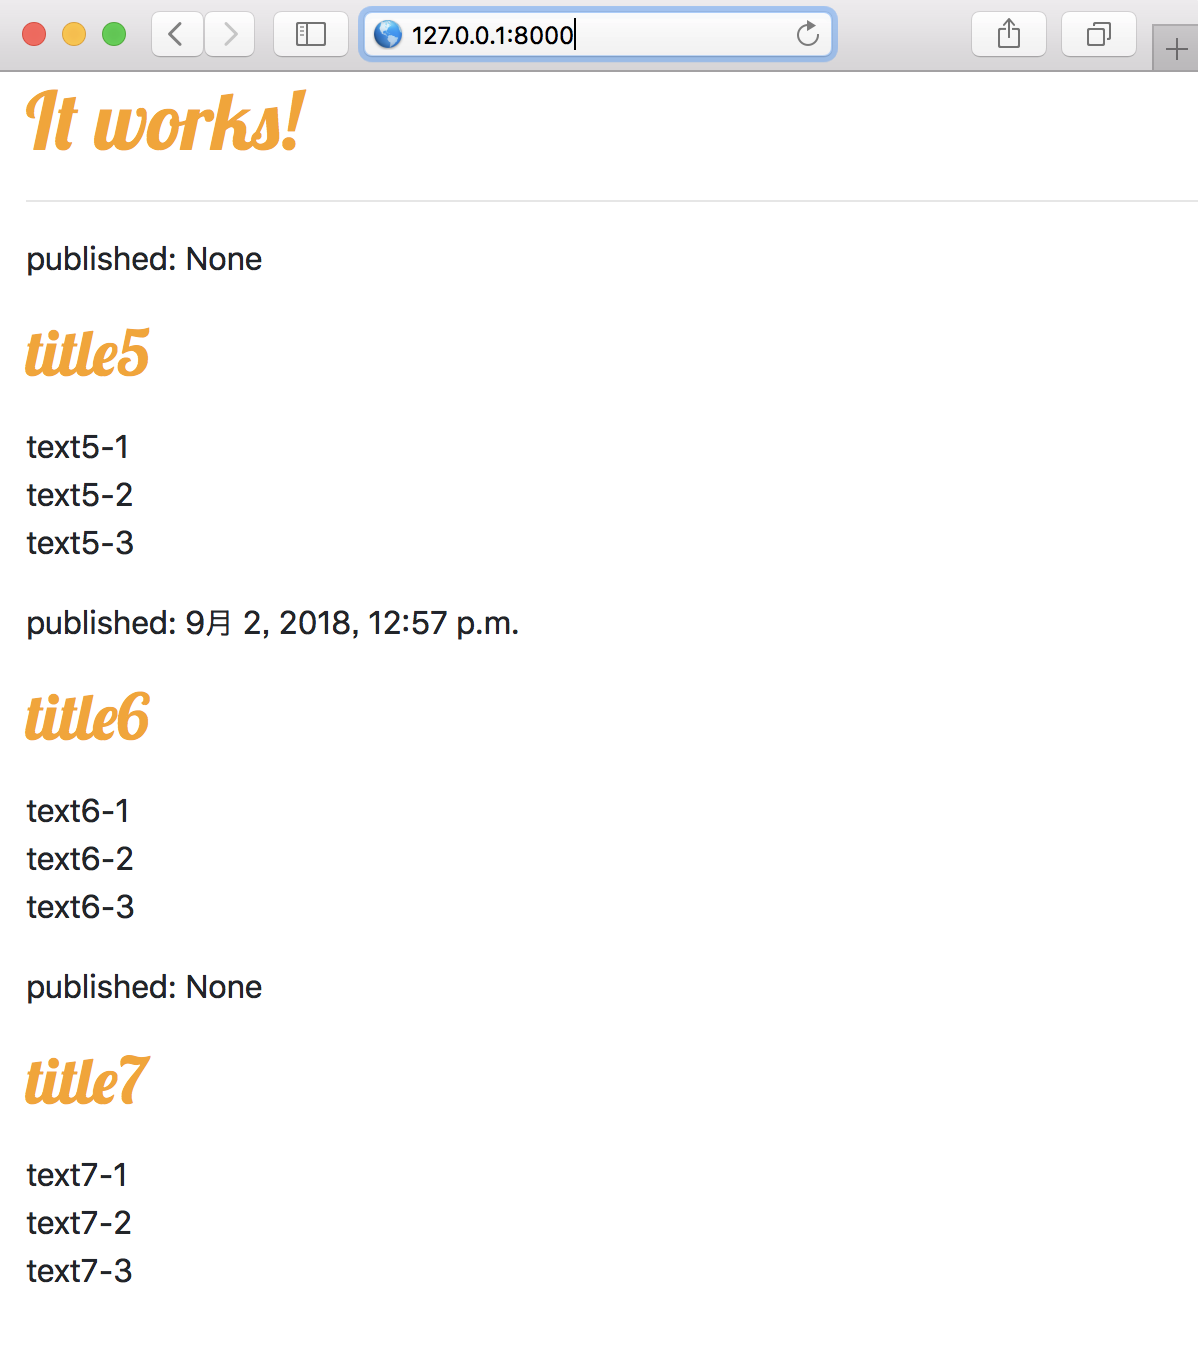 127.0.0.1:8000
It works!
published: None
title5
text5-1
text5-2
text5-3
published: 9月 2, 2018, 12:57 p.m.
title6
text6-1
text6-2
text6-3
published: None
title7
text7-1
text7-2
text7-3